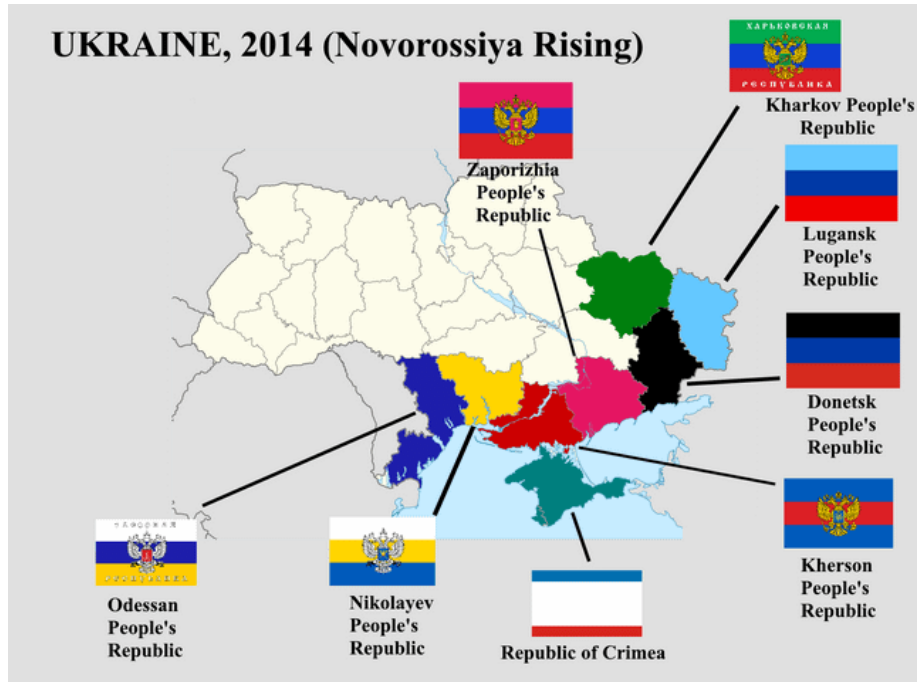 UKRAINE, 2014 (Novorossiya Rising)
ХАРЬКОВСКАЯ
РЕСПУБЛИКА
Kharkov People's
Republic
Zaporizhia
People's
Republic
Lugansk
People's
Republic
Donetsk
People's
Republic
Kherson
People's
Republic
Odessan
People's
Republic
Nikolayev
People's
Republic
Republic of Crimea